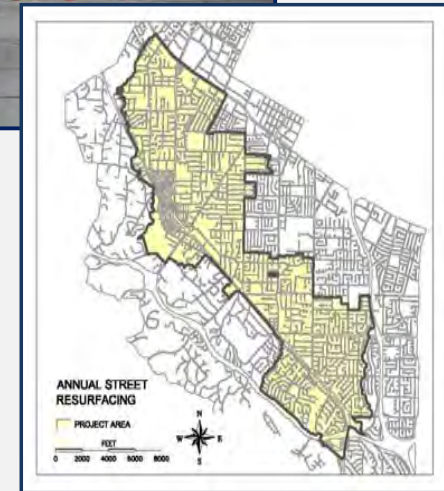 ANNUAL STREET
RESURFACING
PROJECT AREA
N
W E
S
FEET
0 2000 4000 6000 8000